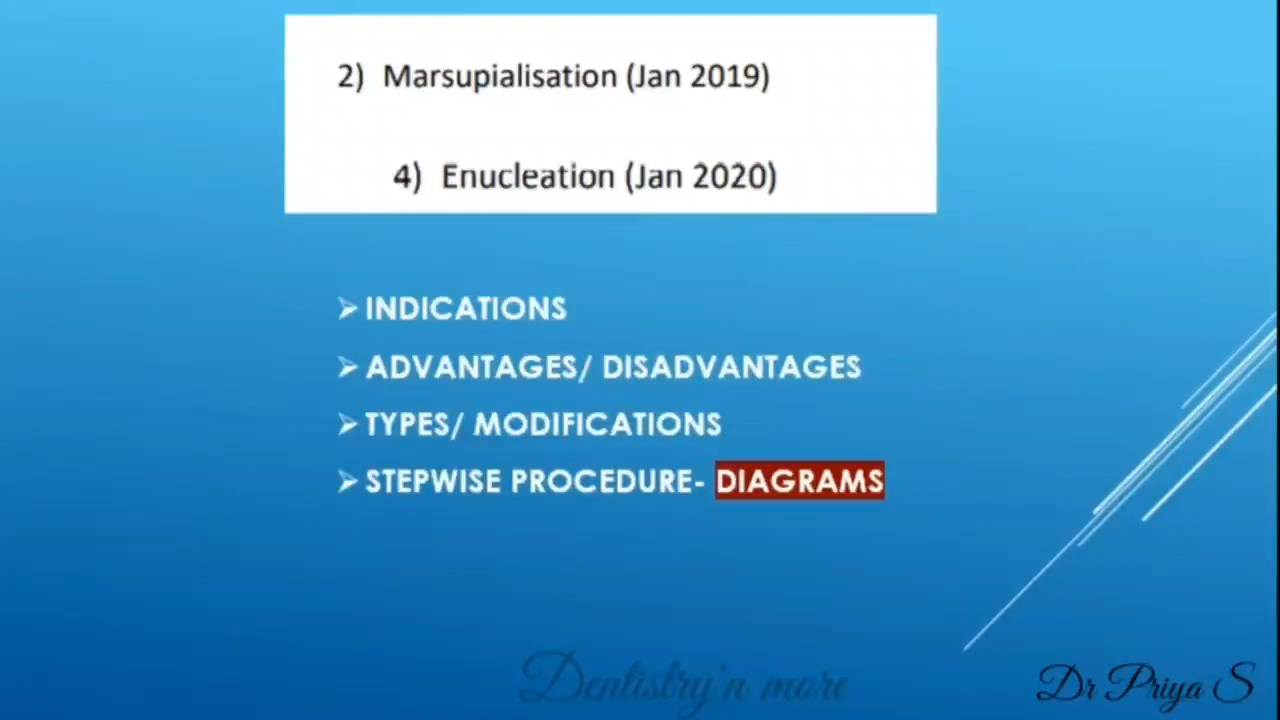 2) Marsupialisation (Jan 2019)
4) Enucleation (Jan 2020)
➢ INDICATIONS
➢ ADVANTAGES/ DISADVANTAGES
➢ TYPES/ MODIFICATIONS
➢ STEPWISE PROCEDURE- DIAGRAMS
Dentistry'n more
Dr Priya S